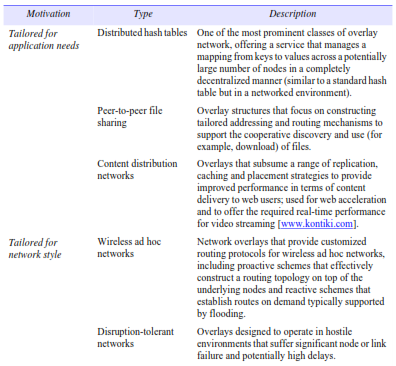 Motivation Type Description
Tailored for Distributed hash tables One of the most prominent classes of overlay
application needs network, offering a service that manages a
mapping from keys to values across a potentially
large number of nodes in a completely
decentralized manner (similar to a standard hash
table but in a networked environment).
Peer-to-peer file Overlay structures that focus on constructing
sharing tailored addressing and routing mechanisms to
support the cooperative discovery and use (for
example, download) of files.
Content distribution Overlays that subsume a range of replication,
networks caching and placement strategies to provide
improved performance in terms of content
delivery to web users; used for web acceleration
and to offer the required real-time performance
for video streaming [www.kontiki.com].
Tailored for Wireless ad hoc Network overlays that provide customized
network style networks routing protocols for wireless ad hoc networks,
including proactive schemes that effectively
construct a routing topology on top of the
underlying nodes and reactive schemes that
establish routes on demand typically supported
by flooding.
Disruption-tolerant Overlays designed to operate in hostile
networks environments that suffer significant node or link
failure and potentially high delays.